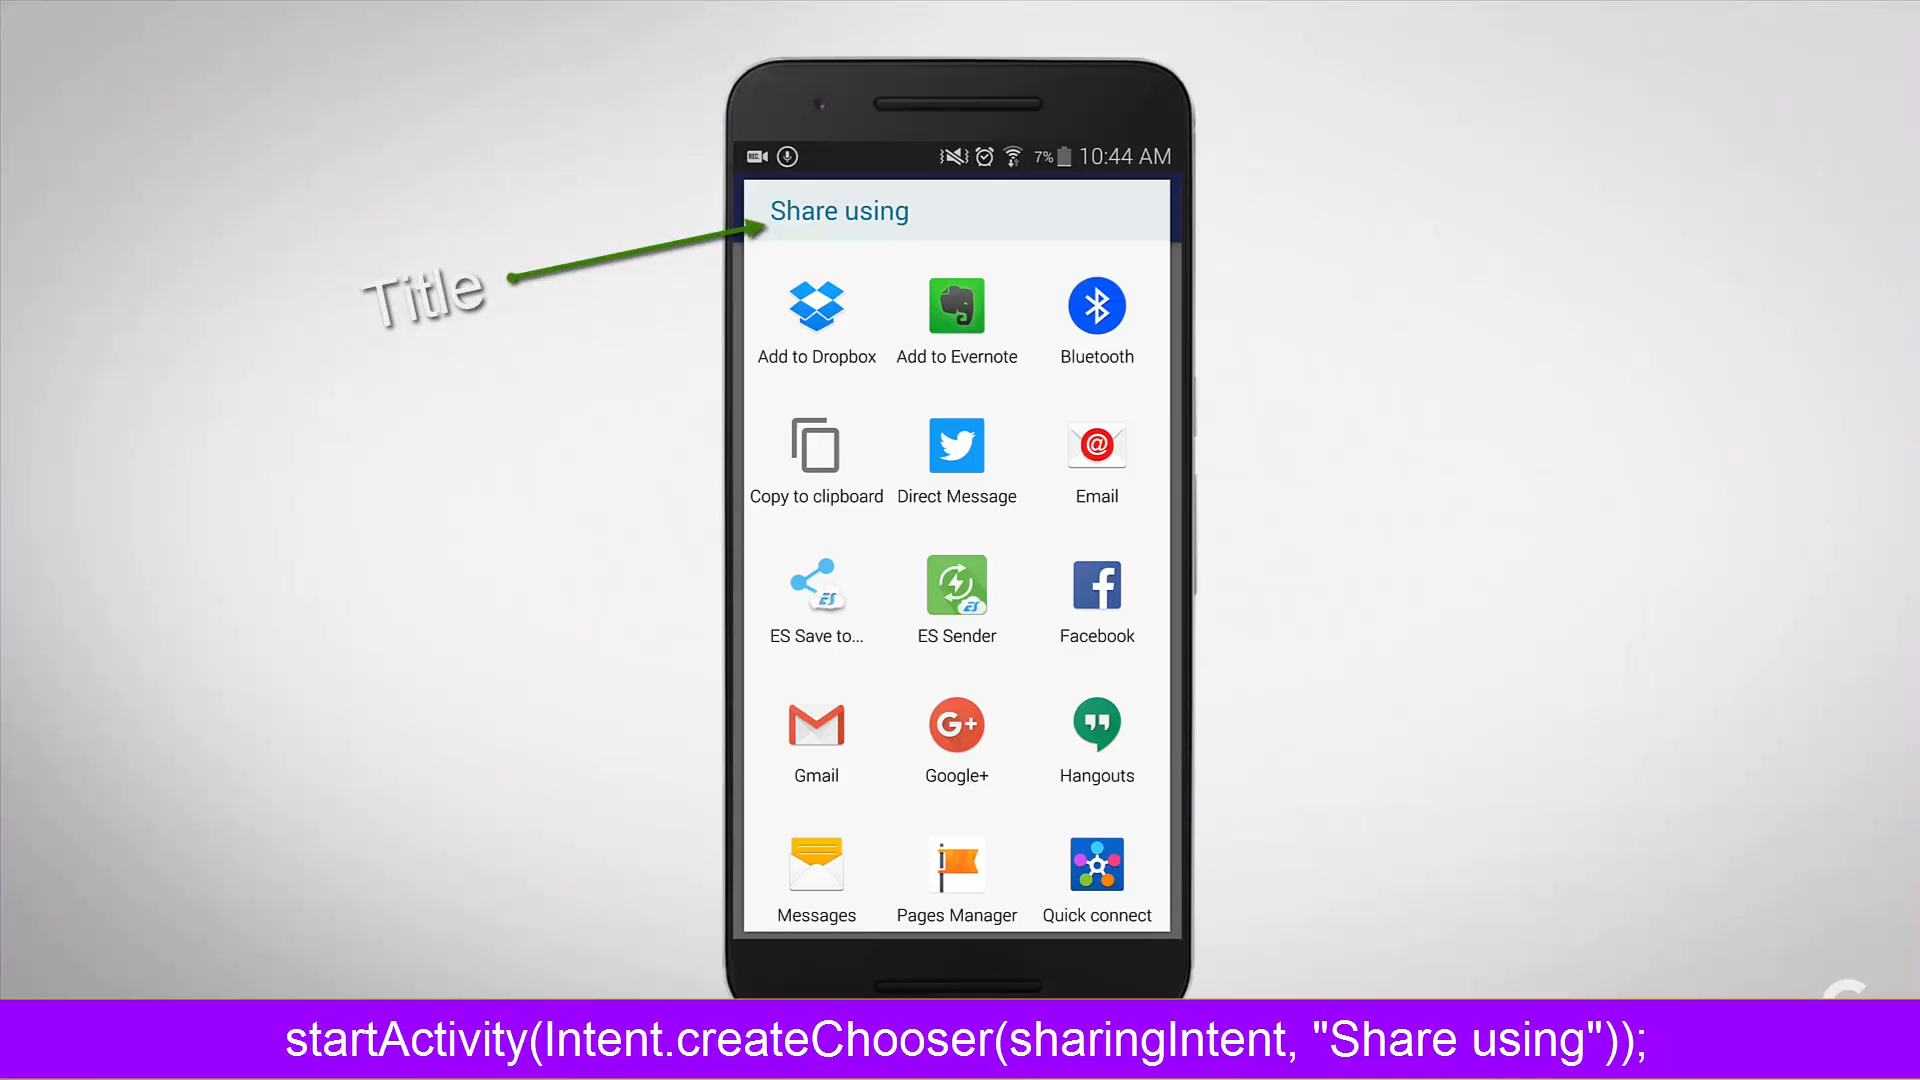 7% 10:44 AM
Share using
Title
Add to Dropbox Add to Evernote Bluetooth
Copy to clipboard Direct Message Email
ES Save to... ES Sender Facebook
Gmail Google+ Hangouts
Messages Pages Manager Quick connect
startActivity(Intent.createChooser(sharingIntent, "Share using"));